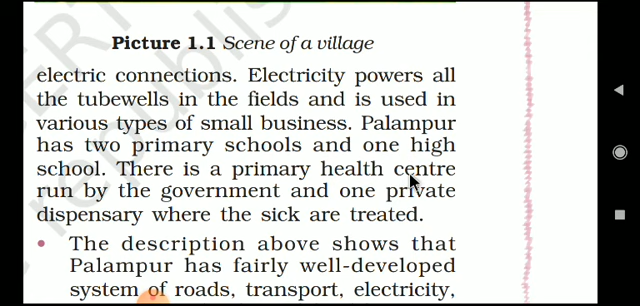 Picture 1.1 Scene of a village
electric connections. Electricity powers all
the tubewells in the fields and is used in
various types of small business. Palampur
has two primary schools and one high
school. There is a primary health centre
run by the government and one private
dispensary where the sick are treated.
• The description above shows that
Palampur has fairly well-developed
system of roads, transport, electricity,